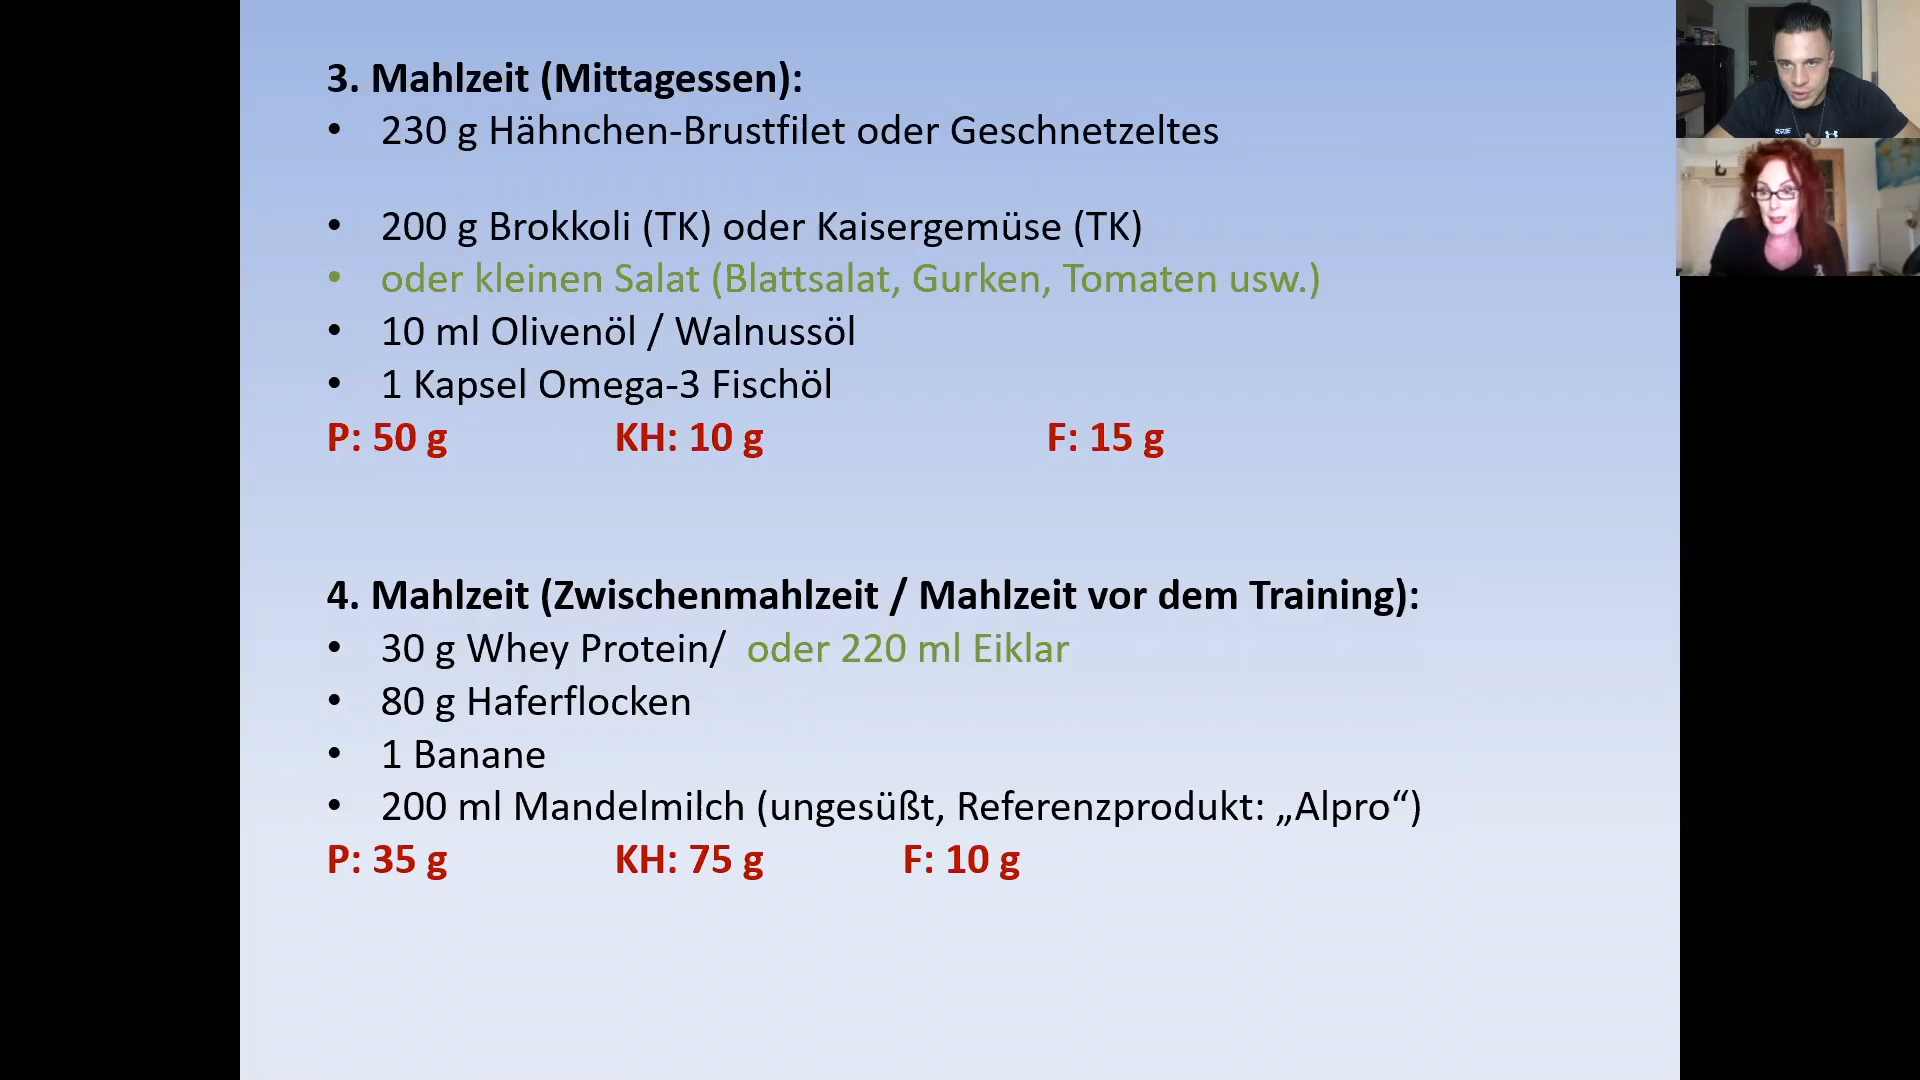 3. Mahlzeit (Mittagessen):
• 230 g Hähnchen-Brustfilet oder Geschnetzeltes
• 200 g Brokkoli (TK) oder Kaisergemüse (TK)
• oder kleinen Salat (Blattsalat, Gurken, Tomaten usw.)
• 10 ml Olivenöl / Walnussöl
• 1 Kapsel Omega-3 Fischöl
P: 50 g KH: 10 g F: 15 g
4. Mahlzeit (Zwischenmahlzeit / Mahlzeit vor dem Training):
• 30 g Whey Protein/ oder 220 ml Eiklar
• 80 g Haferflocken
• 1 Banane
• 200 ml Mandelmilch (ungesüßt, Referenzprodukt: „Alpro“)
P: 35 g KH: 75 g F: 10 g